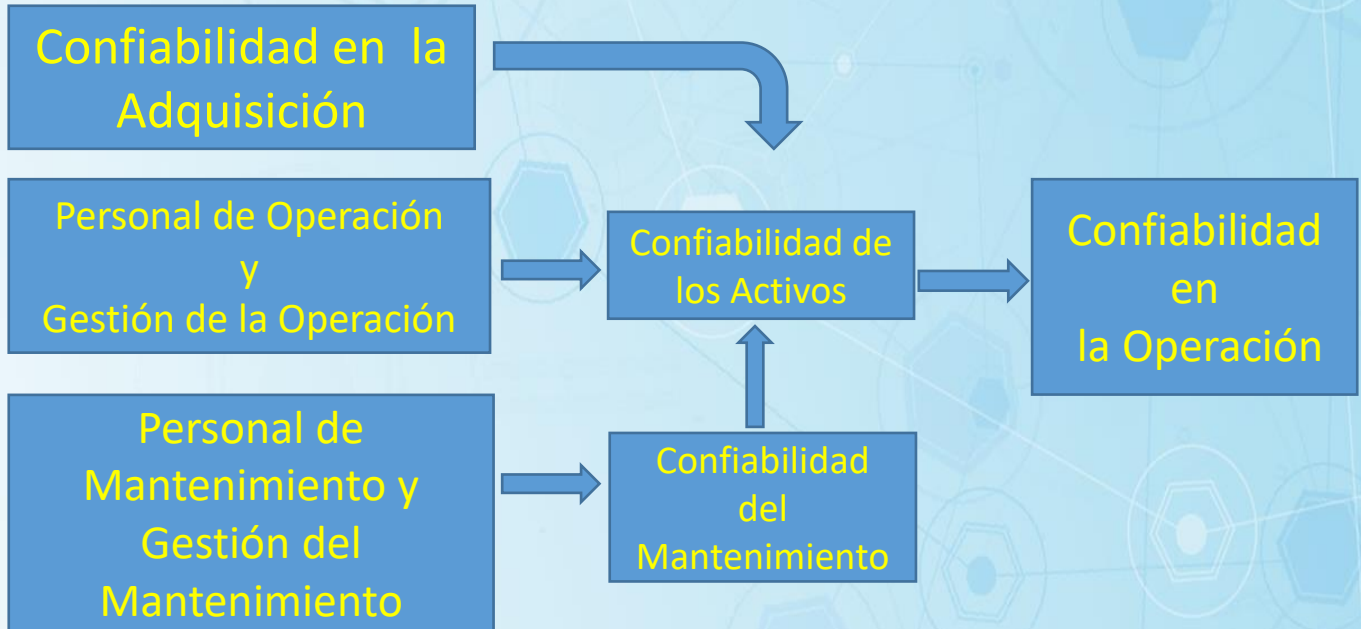 Confiabilidad en la
Adquisición
Personal de Operación
y
Gestión de la Operación
Confiabilidad de
los Activos
Confiabilidad
en
la Operación
Personal de
Mantenimiento y
Gestión del
Mantenimiento
Confiabilidad
del
Mantenimiento